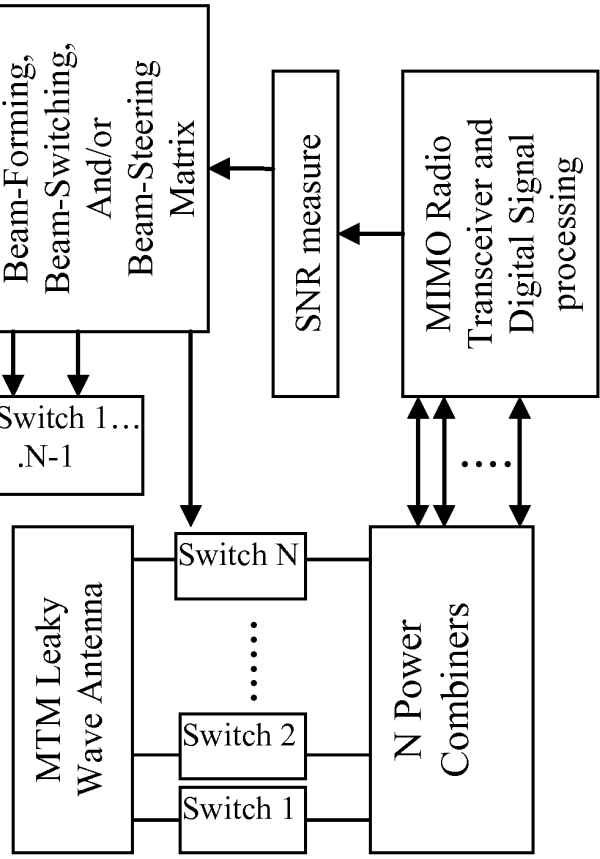 Beam-Forming,
Beam-Switching,
And/or
Beam-Steering
Matrix
SNR measure
MIMO Radio
Transceiver and
Digital Signal
processing
Switch 1...
.N-1
MTM Leaky
Wave Antenna
Switch N
Switch 2
Switch 1
N Power
Combiners